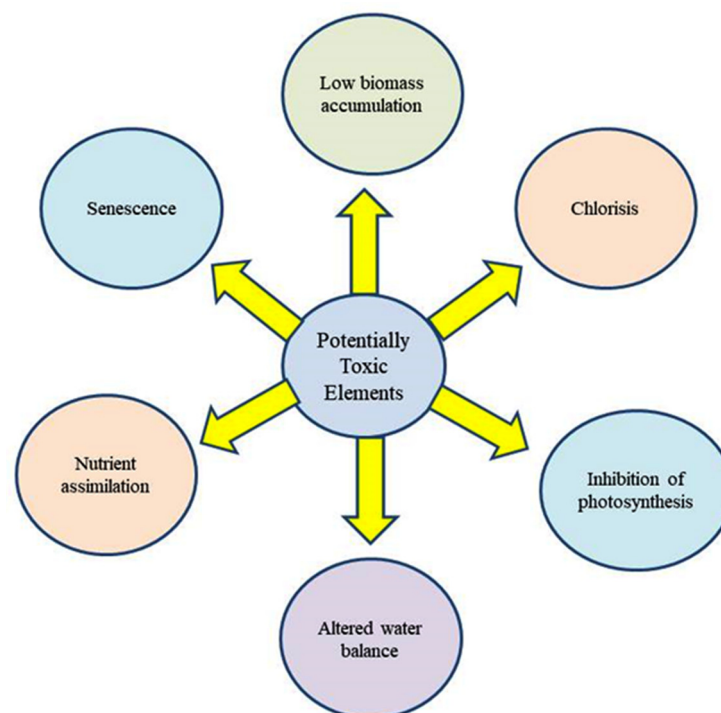 Low biomass
accumulation
Senescence
Chlorisis
Potentially
Toxic
Elements
Nutrient
assimilation
Inhibition of
photosynthesis
Altered water
balance